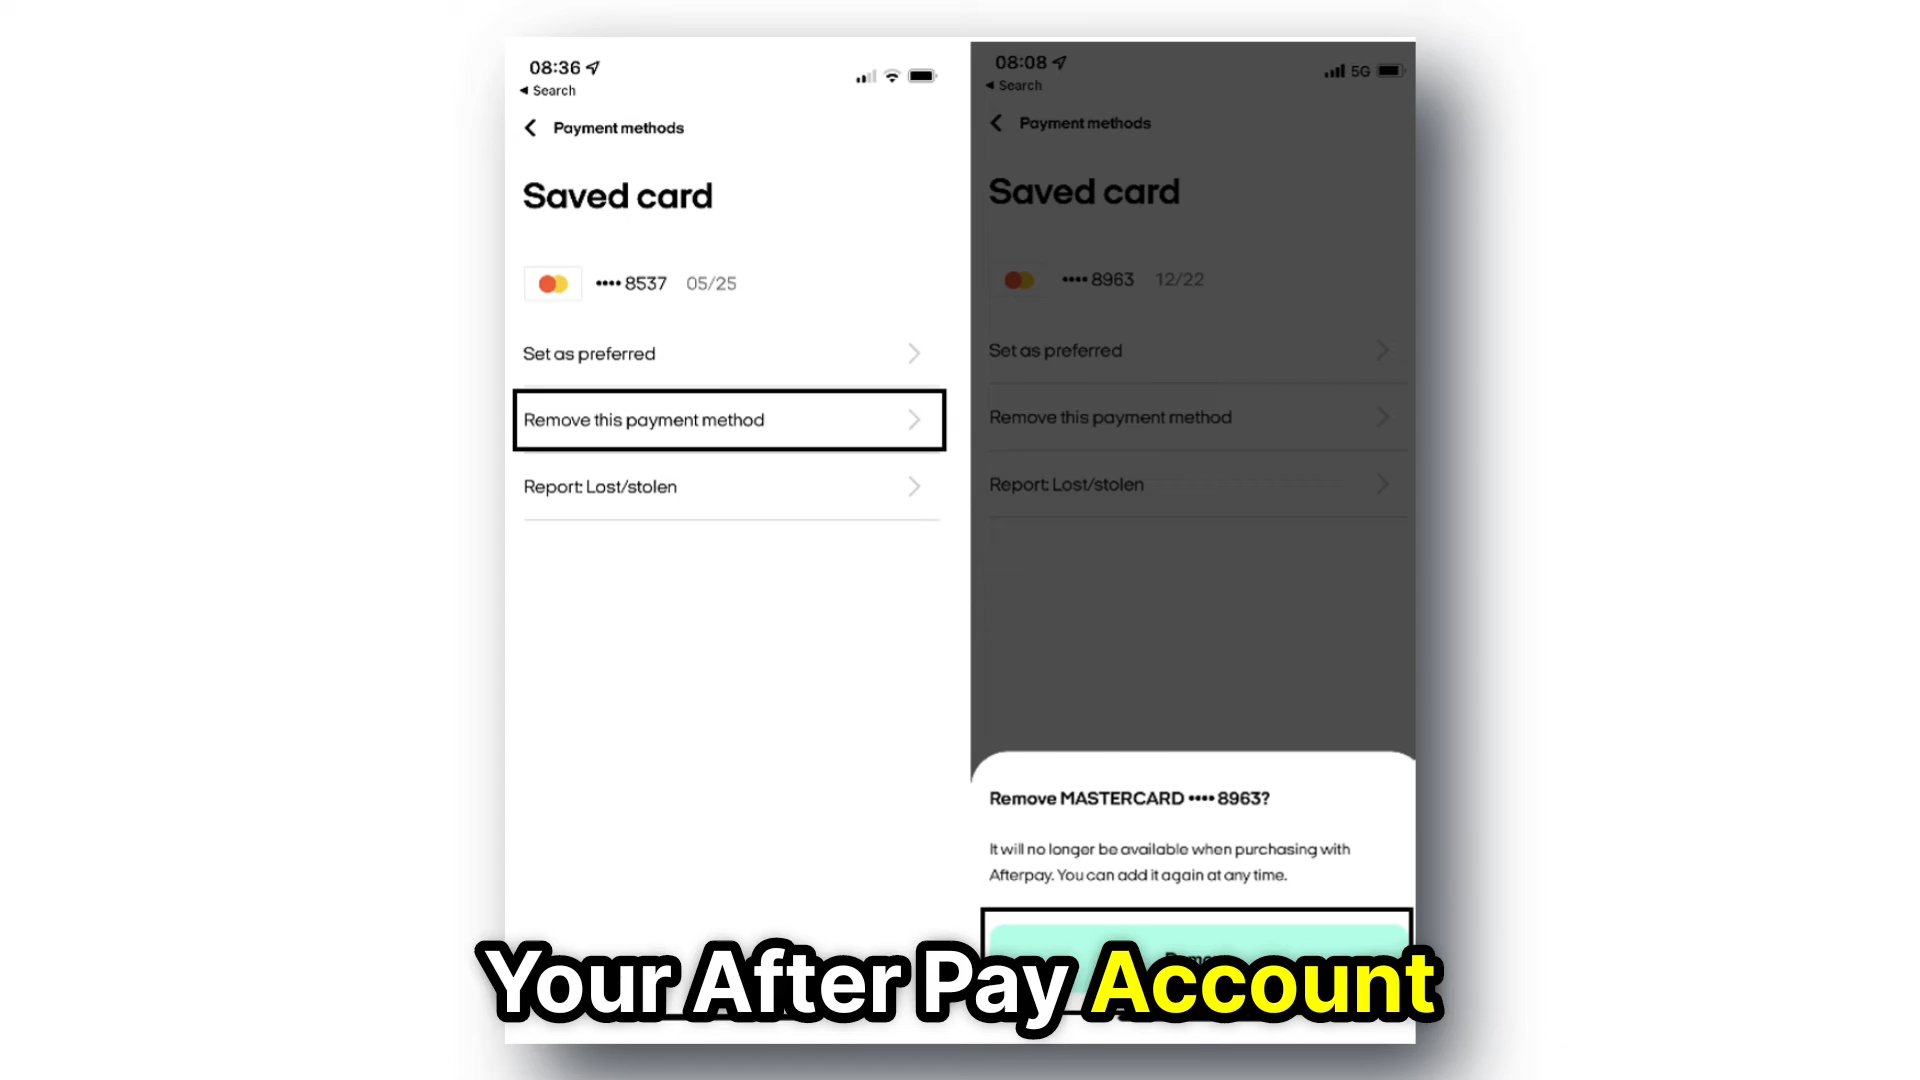 08:36
Search
Payment methods
Saved card
•••• 8537 05/25
Set as preferred
Remove this payment method
Report: Lost/stolen
08:08
5G
Search
Payment methods
Saved card
•••• 8963 12/22
Set as preferred
Remove this payment method
Report: Lost/stolen
Remove MASTERCARD •••• 8963?
It will no longer be available when purchasing with
Afterpay. You can add it again at any time.
Your After Pay Account